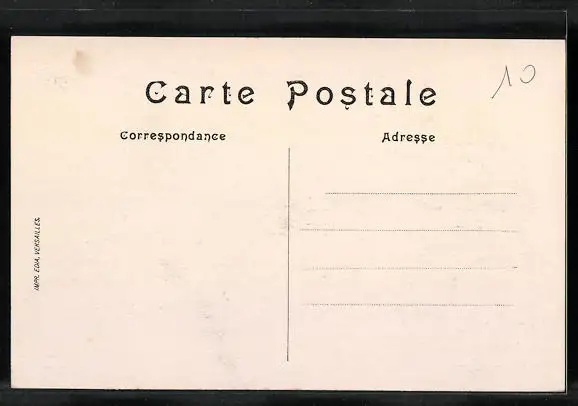 Carte Postale
10
Correspondance
Adresse
IMPR. EDIA, VERSAILLES.